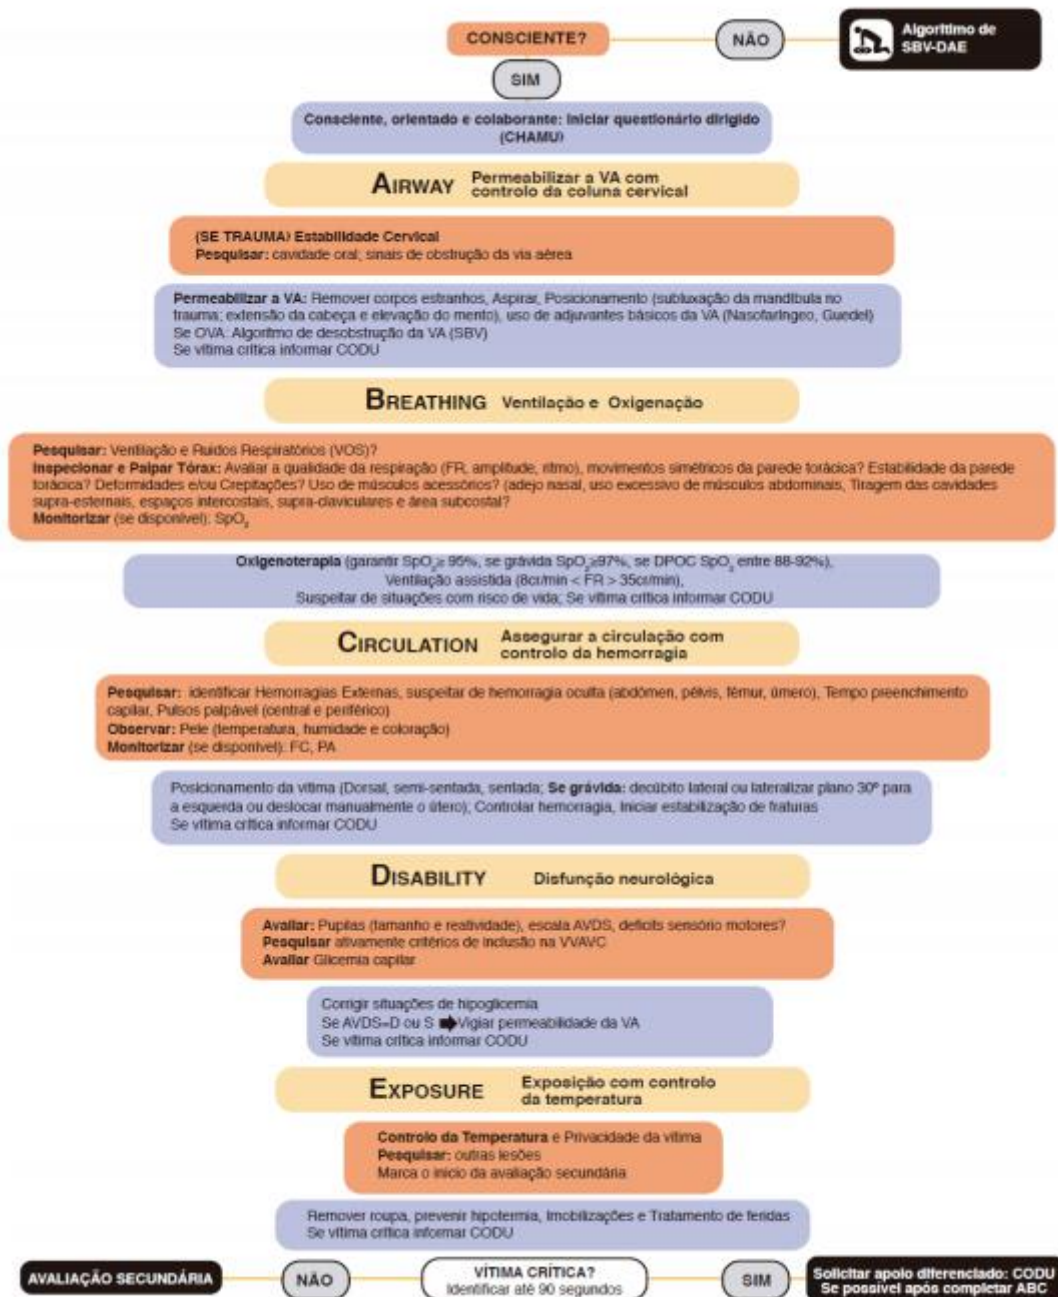 CONSCIENTE?
NÃO
Algoritimo de
SBV-DAE
SIM
Consciente, orientado e colaborante: Iniciar questionário dirigido
(CHAMU)
AIRWAY Permeabilizar a VA com
controlo da coluna cervical
(SE TRAUMA) Estabilidade Cervical
Pesquisar: cavidade oral; sinais de obstrução da via aérea
Permeabilizar a VA: Remover corpos estranhos, Aspirar, Posicionamento (subluxação da mandíbula no
trauma; extensão da cabeça e elevação do mento), uso de adjuvantes básicos da VA (Nasofaríngeo, Guedel)
Se OVA: Algoritmo de desobstrução da VA (SBV)
Se vítima crítica informar CODU
BREATHING Ventilação e Oxigenação
Pesquisar: Ventilação e Ruidos Respiratórios (VOS)?
Inspecionar e Palpar Tórax: Avaliar a qualidade da respiração (FR, amplitude, ritmo), movimentos simétricos da parede torácica? Estabilidade da parede
torácica? Deformidades e/ou Crepitações? Uso de músculos acessórios? (adejo nasal, uso excessivo de músculos abdominais, Tiragem das cavidades
supra-esternais, espaços intercostais, supra-claviculares e área subcostal?
Monitorizar (se disponível): SpO₂
Oxigenoterapia (garantir SpO₂≥ 95%, se grávida SpO₂≥97%, se DPOC SpO₂ entre 88-92%),
Ventilação assistida (8cr/min < FR > 35cr/min),
Suspeitar de situações com risco de vida; Se vítima crítica informar CODU
CIRCULATION Assegurar a circulação com
controlo da hemorragia
Pesquisar: identificar Hemorragias Externas, suspeitar de hemorragia oculta (abdómen, pélvis, fémur, úmero), Tempo preenchimento
capilar, Pulsos palpável (central e periférico)
Observar: Pele (temperatura, humidade e coloração)
Monitorizar (se disponível): FC, PA
Posicionamento da vítima (Dorsal, semi-sentada, sentada; Se grávida: decúbito lateral ou lateralizar plano 30º para
a esquerda ou deslocar manualmente o útero); Controlar hemorragia, Iniciar estabilização de fraturas
Se vítima crítica informar CODU
DISABILITY Disfunção neurológica
Avaliar: Pupilas (tamanho e reatividade), escala AVDS, deficits sensório motores?
Pesquisar ativamente critérios de inclusão na VVAVC
Avaliar Glicemia capilar
Corrigir situações de hipoglicemia
Se AVDS=D ou S ➡Vigiar permeabilidade da VA
Se vítima crítica informar CODU
EXPOSURE Exposição com controlo
da temperatura
Controlo da Temperatura e Privacidade da vítima
Pesquisar: outras lesões
Marca o início da avaliação secundária
Remover roupa, prevenir hipotermia, Imobilizações e Tratamento de feridas
Se vítima crítica informar CODU
AVALIAÇÃO SECUNDÁRIA
NÃO
VÍTIMA CRÍTICA?
Identificar até 90 segundos
SIM
Solicitar apoio diferenciado: CODU
Se possível após completar ABC